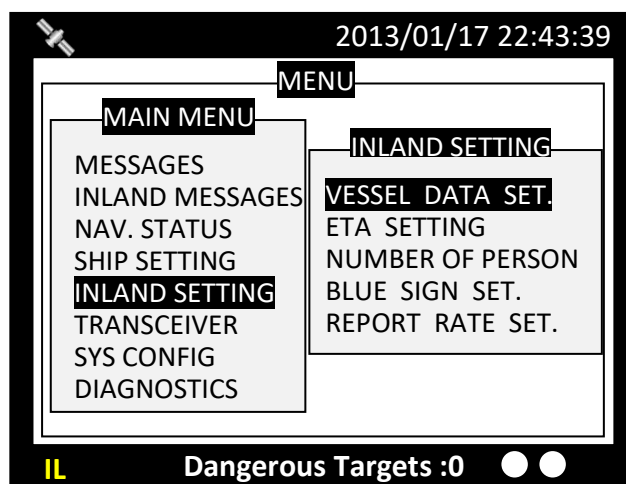 2013/01/17 22:43:39
MENU
MAIN MENU
MESSAGES
INLAND MESSAGES
NAV. STATUS
SHIP SETTING
INLAND SETTING
TRANSCEIVER
SYS CONFIG
DIAGNOSTICS
INLAND SETTING
VESSEL DATA SET.
ETA SETTING
NUMBER OF PERSON
BLUE SIGN SET.
REPORT RATE SET.
IL
Dangerous Targets :0